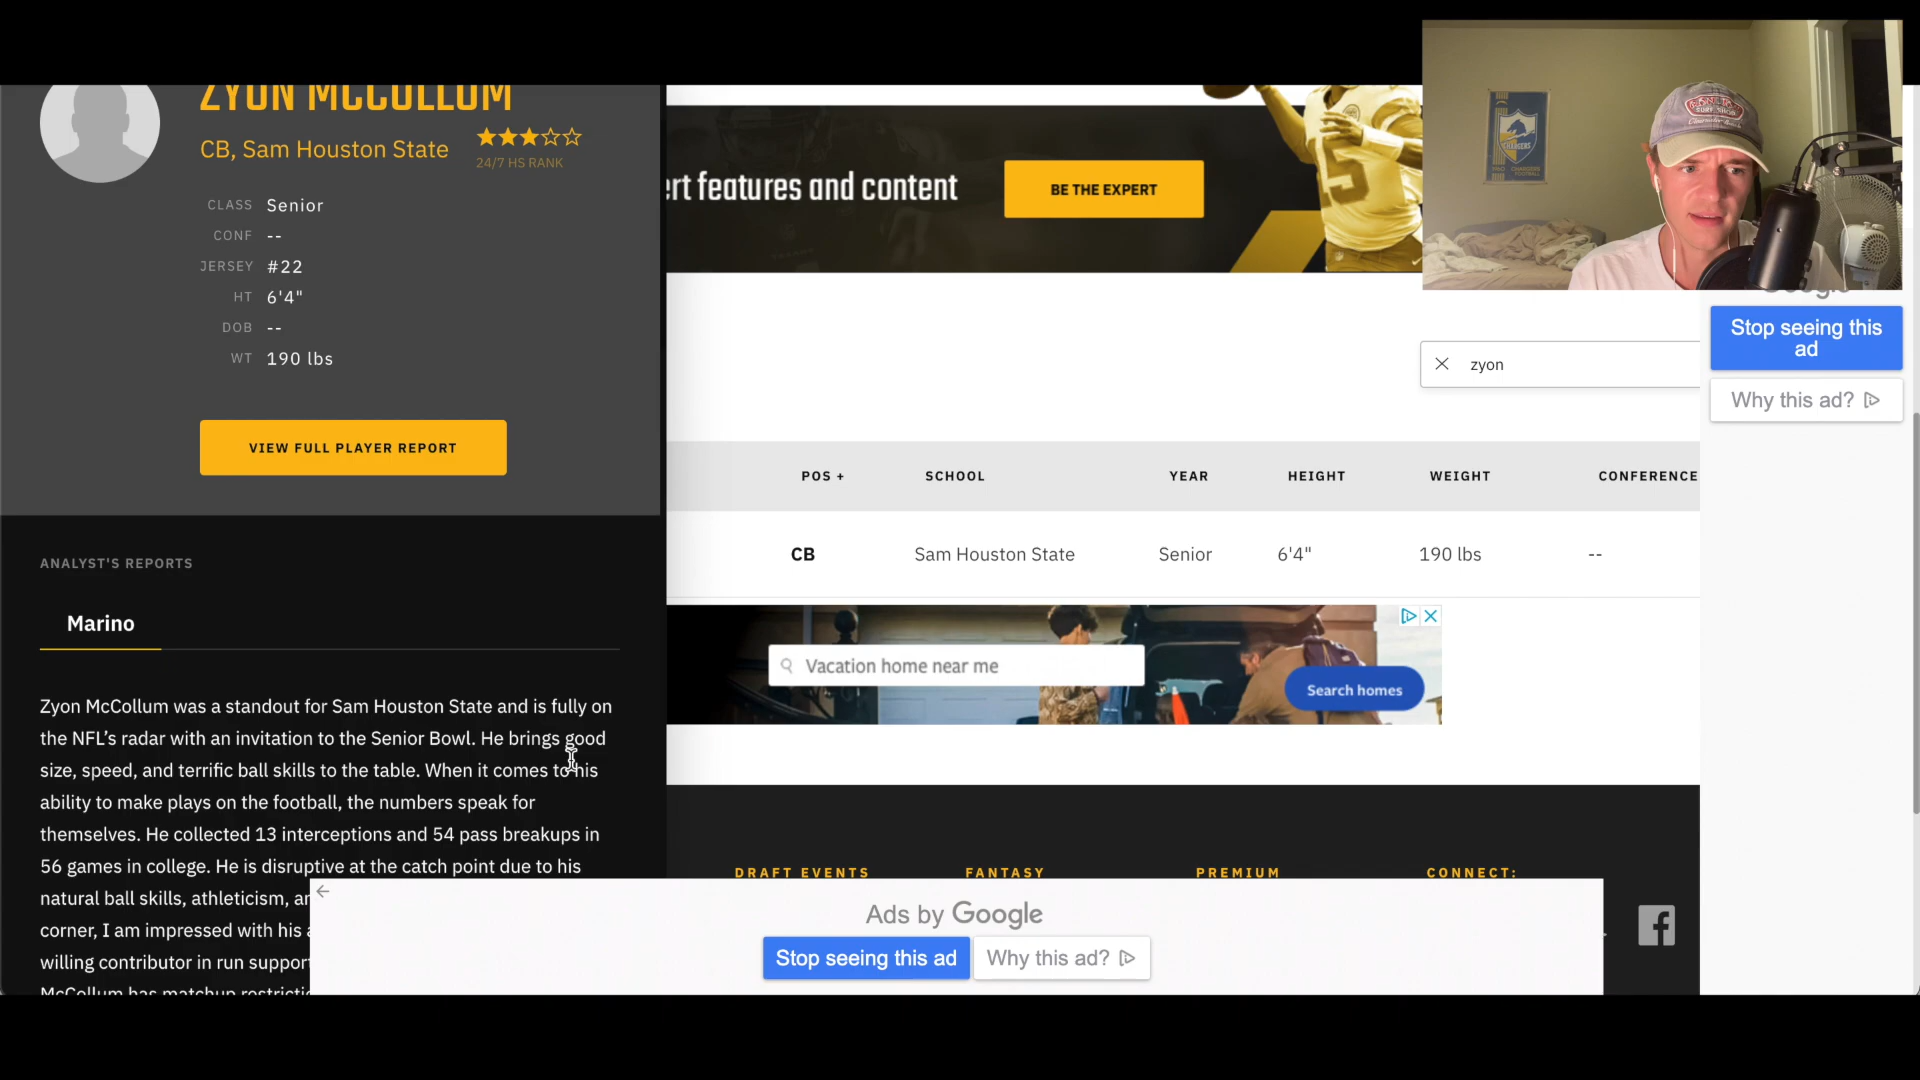 ZYON MCCOLLUM
CB, Sam Houston State
24/7 HS RANK
CLASS Senior
CONF --
JERSEY #22
HT 6'4"
DOB --
WT 190 lbs
VIEW FULL PLAYER REPORT
ANALYST'S REPORTS
Marino
Zyon McCollum was a standout for Sam Houston State and is fully on
the NFL's radar with an invitation to the Senior Bowl. He brings good
size, speed, and terrific ball skills to the table. When it comes to his
ability to make plays on the football, the numbers speak for
themselves. He collected 13 interceptions and 54 pass breakups in
56 games in college. He is disruptive at the catch point due to his
natural ball skills, athleticism,
corner, I am impressed with his
willing contributor in run support
McCollum has matchup
features and content
BE THE EXPERT
15
CHARGERS
zyon
POS + SCHOOL YEAR HEIGHT WEIGHT CONFERENCE
CB Sam Houston State Senior 6'4" 190 lbs --
Vacation home near me
Search homes
DRAFT EVENTS FANTASY PREMIUM CONNECT:
Ads by Google
Stop seeing this ad Why this ad?
Stop seeing this
ad
Why this ad?